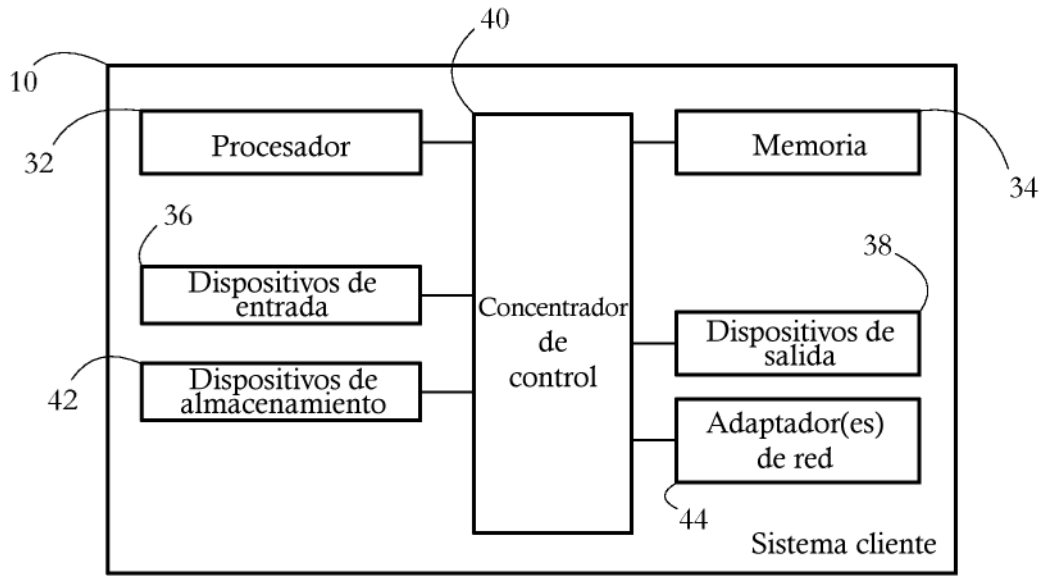 40
10
Procesador
Memoria
32
34
36
38
Dispositivos de
entrada
Concentrador
de
control
Dispositivos de
salida
Dispositivos de
almacenamiento
42
Adaptador(es)
de red
44
Sistema cliente